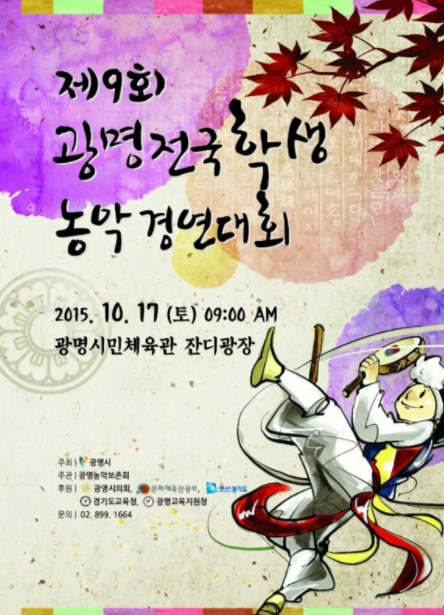 제9회
광명전국학생
농악경연대회
2015. 10. 17 (토) 09:00 AM
광명시민체육관 잔디광장
주최 | 광명시
주관 | 광명농악보존회
후원 | 광명시의회, 문화체육관광부, 경기도
경기도교육청, 광명교육지원청
문의 | 02. 899. 1664